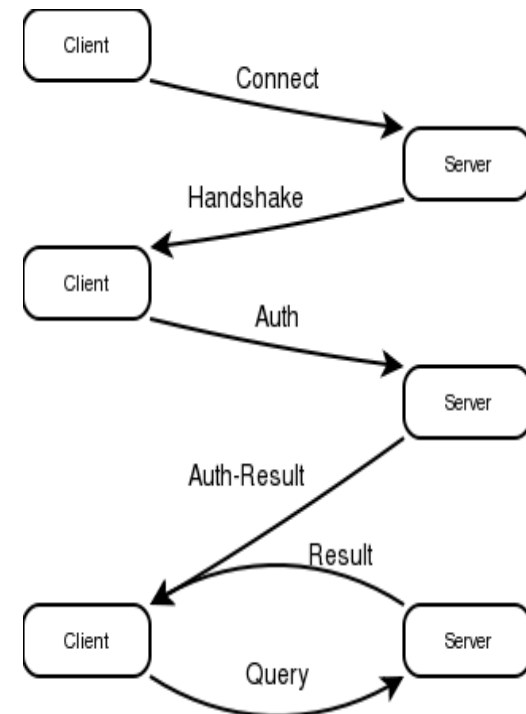 Client
Connect
Server
Handshake
Client
Auth
Server
Auth-Result
Result
Client
Server
Query